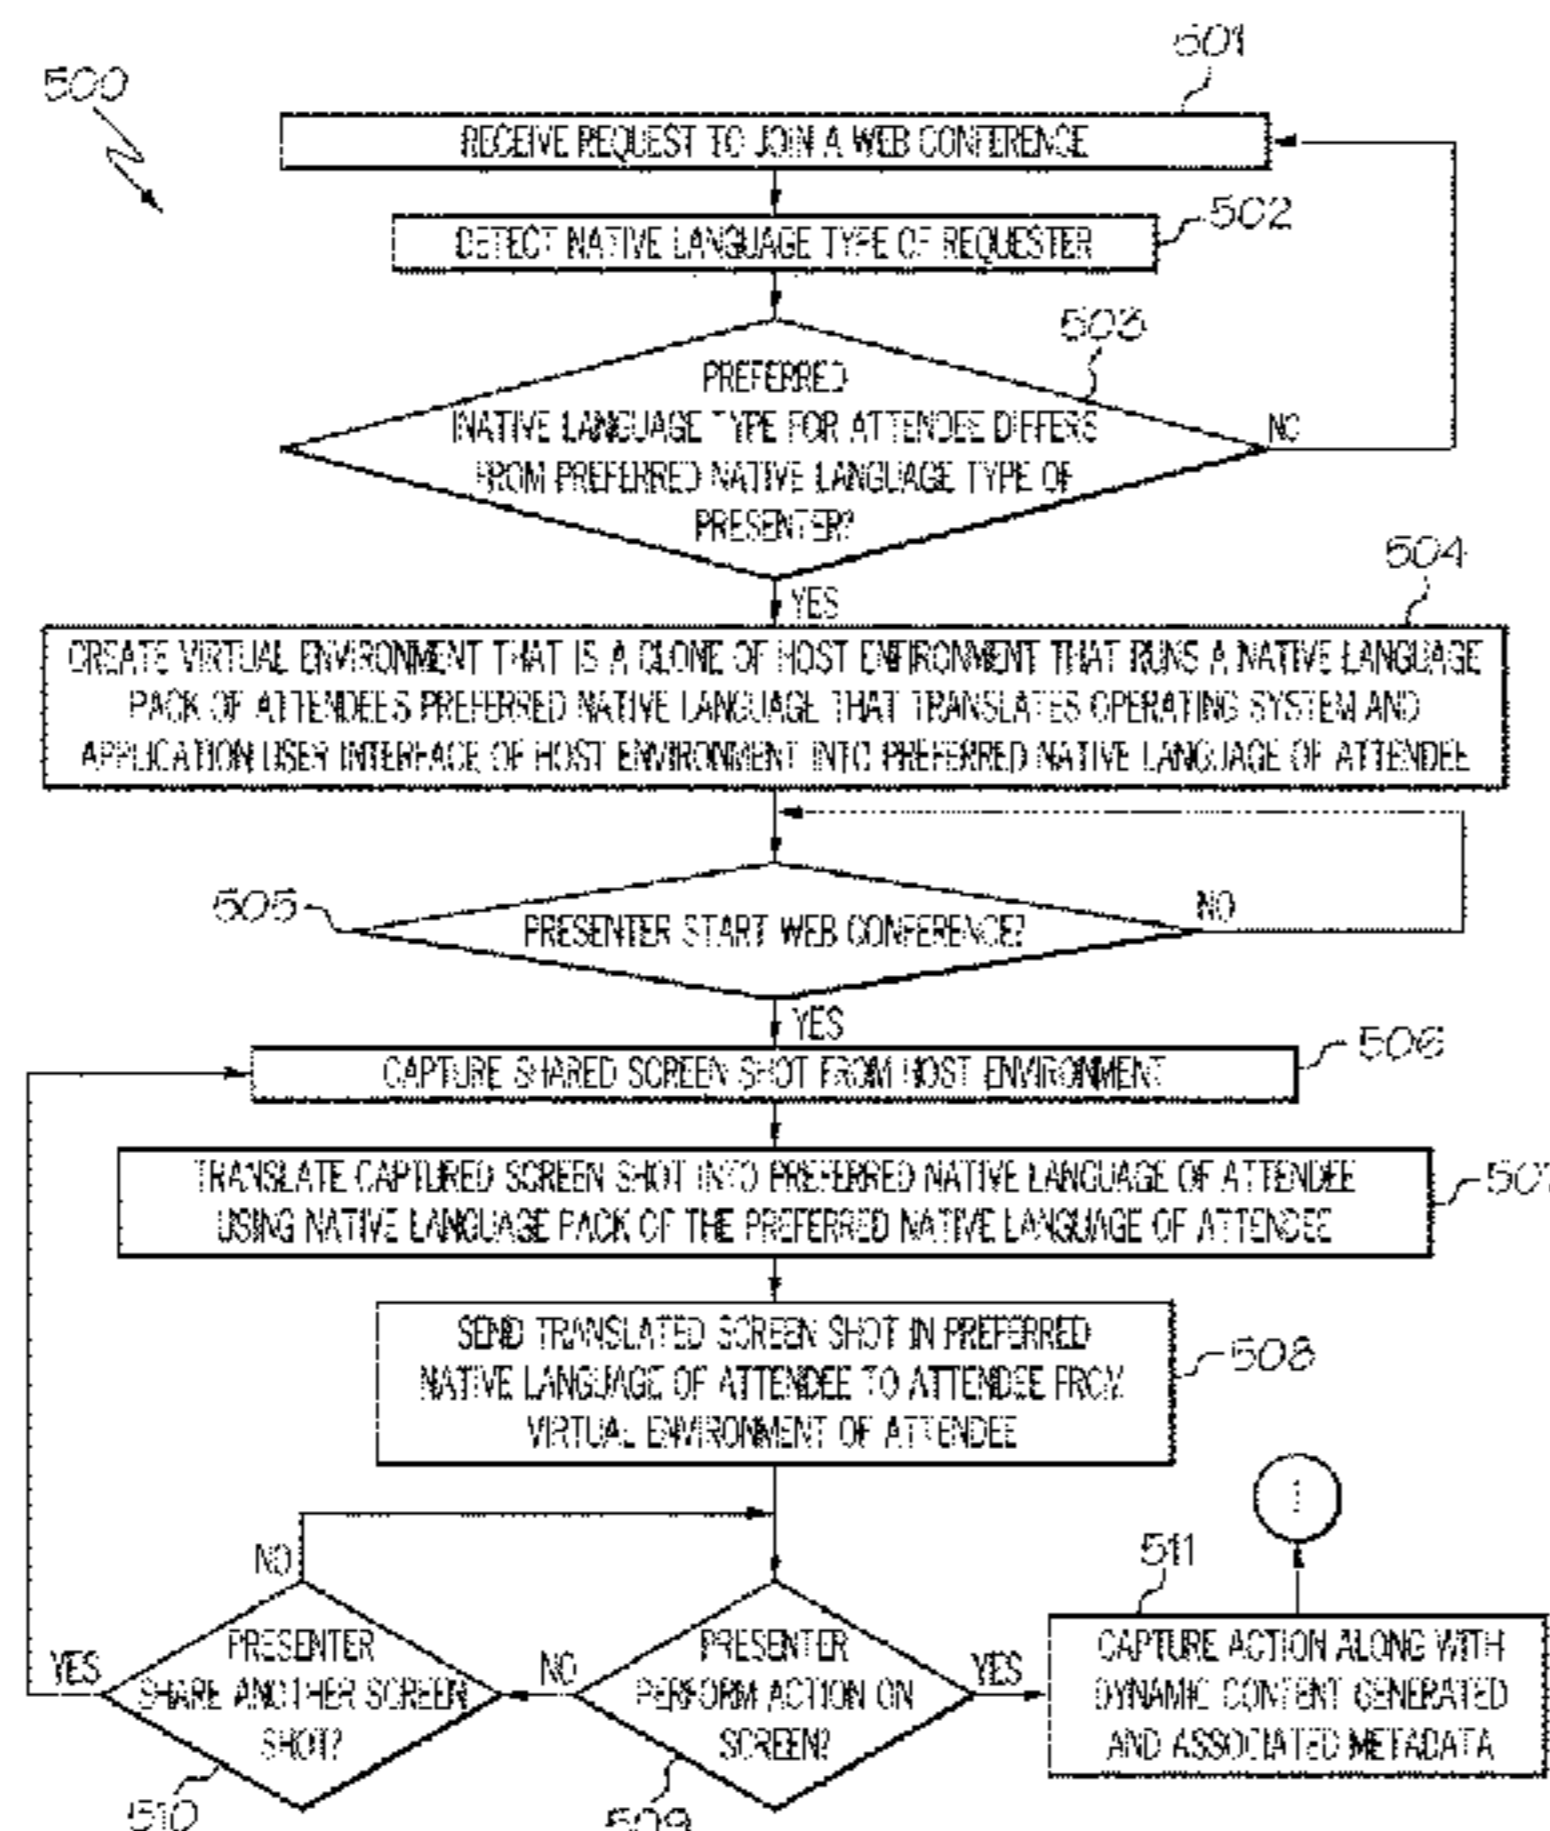 500
501
RECEIVE REQUEST TO JOIN A WEB CONFERENCE
502
DETECT NATIVE LANGUAGE TYPE OF REQUESTER
503
PREFERRED
NATIVE LANGUAGE TYPE FOR ATTENDEE DIFFERS
FROM PREFERRED NATIVE LANGUAGE TYPE OF
PRESENTER?
NO
YES
504
CREATE VIRTUAL ENVIRONMENT THAT IS A CLONE OF HOST ENFIRONMENT THAT RUNS A NATIVE LANGUAGE
PACK OF ATTENDEES PREFERRED NATIVE LANGUAGE THAT TRANSLATES OPERATING SYSTEM AND
APPLICATION USER INTERFACE OF HOST ENVIRONMENT INTO PREFERRED NATIVE LANGUAGE OF ATTENDEE
505
PRESENTER START WEB CONFERENCE?
NO
YES
506
CAPTURE SHARED SCREEN SHOT FROM HOST ENVIRONMENT
507
TRANSLATE CAPTURED SCREEN SHOT INTO PREFERRED NATIVE LANGUAGE OF ATTENDEE
USING NATIVE LANGUAGE PACK OF THE PREFERRED NATIVE LANGUAGE OF ATTENDEE
508
SEND TRANSLATED SCREEN SHOT IN PREFERRED
NATIVE LANGUAGE OF ATTENDEE TO ATTENDEE FROM
VIRTUAL ENVIRONMENT OF ATTENDEE
NO
YES
PRESENTER
SHARE ANOTHER SCREEN
SHOT?
510
NO
PRESENTER
PERFORM ACTION ON
SCREEN?
509
YES
511
CAPTURE ACTION ALONG WITH
DYNAMIC CONTENT GENERATED
AND ASSOCIATED METADATA
1